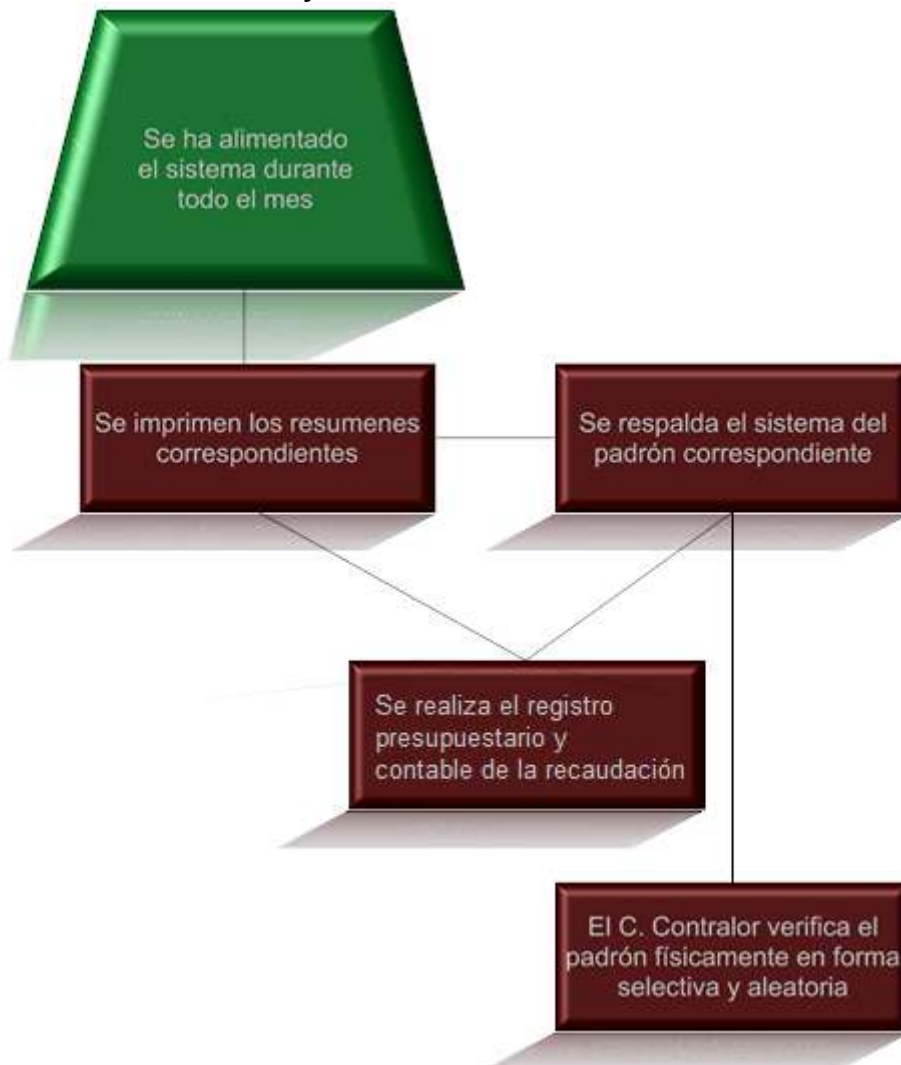 Se ha alimentado
el sistema durante
todo el mes
Se imprimen los resumenes
correspondientes
Se respalda el sistema del
padrón correspondiente
Se realiza el registro
presupuestario y
contable de la recaudación
El C. Contralor verifica el
padrón físicamente en forma
selectiva y aleatoria